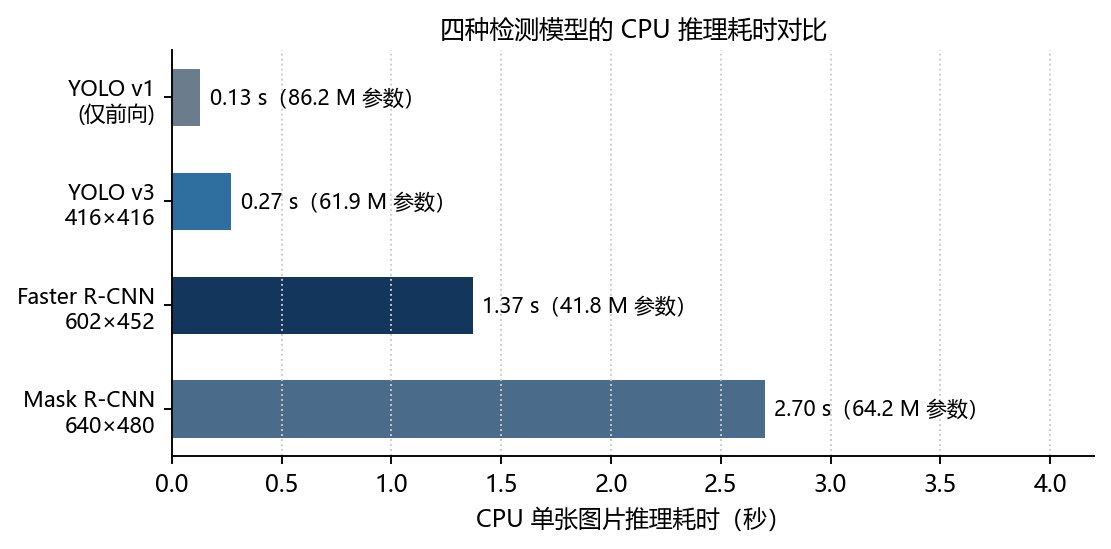 四种检测模型的 CPU 推理耗时对比
YOLO v1
(仅前向)
0.13 s（86.2 M 参数）
YOLO v3
416×416
0.27 s（61.9 M 参数）
Faster R-CNN
602×452
1.37 s（41.8 M 参数）
Mask R-CNN
640×480
2.70 s（64.2 M 参数）
0.0 0.5 1.0 1.5 2.0 2.5 3.0 3.5 4.0
CPU 单张图片推理耗时（秒）